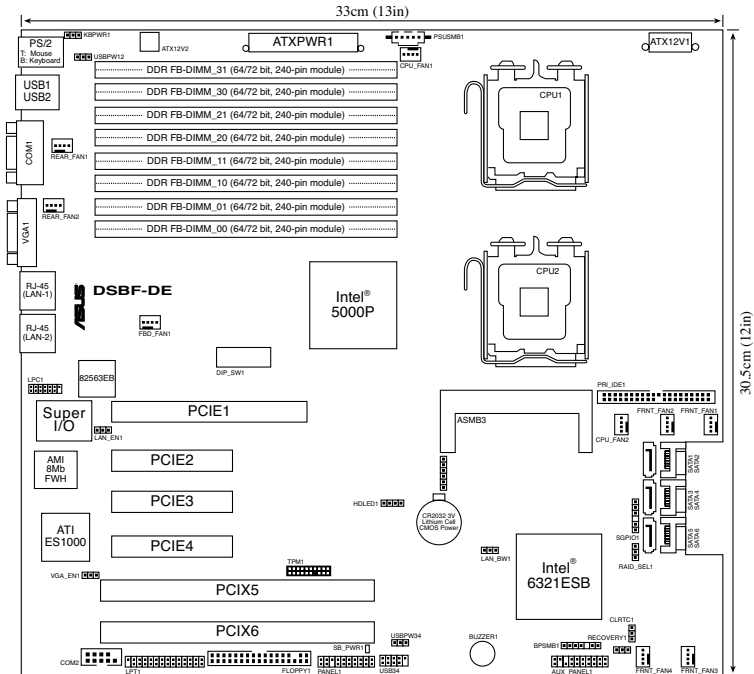 33cm (13in)
PS/2
T: Mouse
B: Keyboard
KBPWR1
USBPWR12
ATX12V2
ATXPWR1
PSUSMB1
CPU_FAN1
ATX12V1
USB1
USB2
DDR FB-DIMM_31 (64/72 bit, 240-pin module)
DDR FB-DIMM_30 (64/72 bit, 240-pin module)
DDR FB-DIMM_21 (64/72 bit, 240-pin module)
DDR FB-DIMM_20 (64/72 bit, 240-pin module)
DDR FB-DIMM_11 (64/72 bit, 240-pin module)
DDR FB-DIMM_10 (64/72 bit, 240-pin module)
DDR FB-DIMM_01 (64/72 bit, 240-pin module)
DDR FB-DIMM_00 (64/72 bit, 240-pin module)
CPU1
COM1
REAR_FAN1
REAR_FAN2
VGA1
CPU2
RJ-45
(LAN-1)
RJ-45
(LAN-2)
ASUS
DSBF-DE
FBD_FAN1
Intel®
5000P
DIP_SW1
30.5cm (12in)
82563EB
LPC1
Super
I/O
LAN_EN1
PCIE1
ASMB3
PRI_IDE1
CPU_FAN2
FRNT_FAN2
FRNT_FAN1
AMI
8Mb
FWH
PCIE2
PCIE3
PCIE4
SATA1
SATA2
SATA3
SATA4
SATA5
SATA6
HDLED1
CR2032 3V
Lithium Cell
CMOS Power
SGPIO1
RAID_SEL1
ATI
ES1000
LAN_BW1
Intel®
6321ESB
VGA_EN1
TPM1
PCIX5
PCIX6
USBPW34
SB_PWR1
BUZZER1
CLRTC1
BPSMB1
RECOVERY1
COM2
LPT1
FLOPPY1
PANEL1
USB34
AUX_PANEL1
FRNT_FAN4
FRNT_FAN3